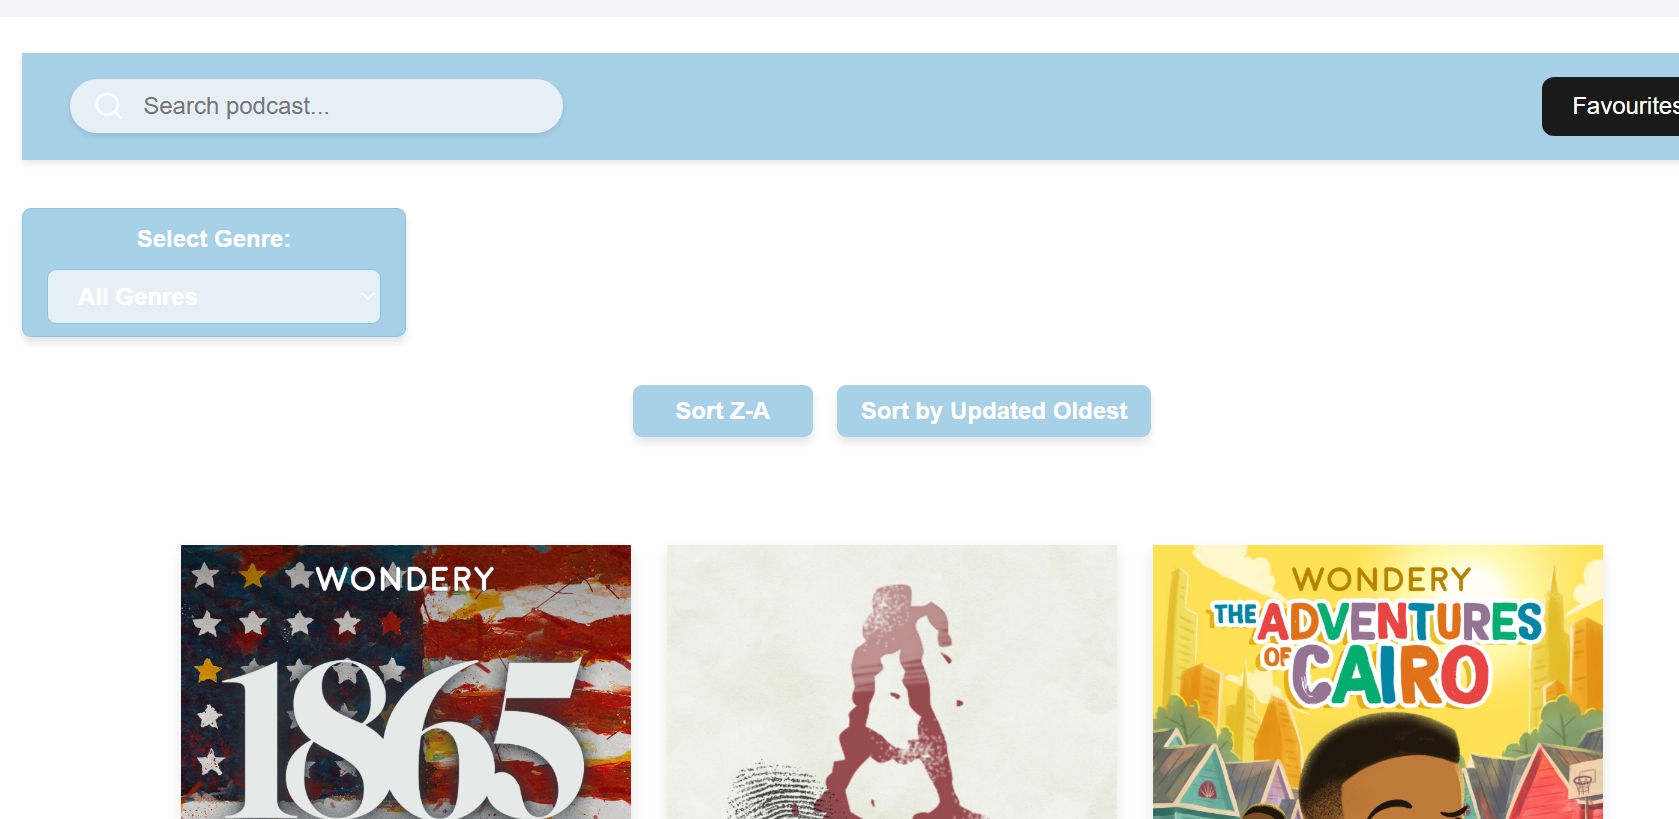 Search podcast...
Favourites
Select Genre:
All Genres
Sort Z-A
Sort by Updated Oldest
WONDERY
1865
WONDERY
THE ADVENTURES
OF CAIRO